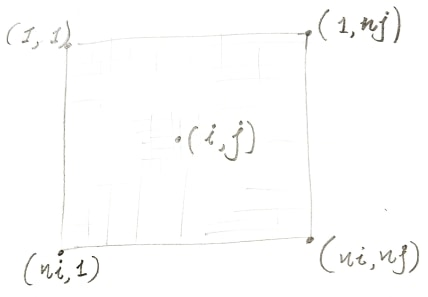 (1, 1)
(1, nj)
(i, j)
(ni, 1)
(ni, nj)